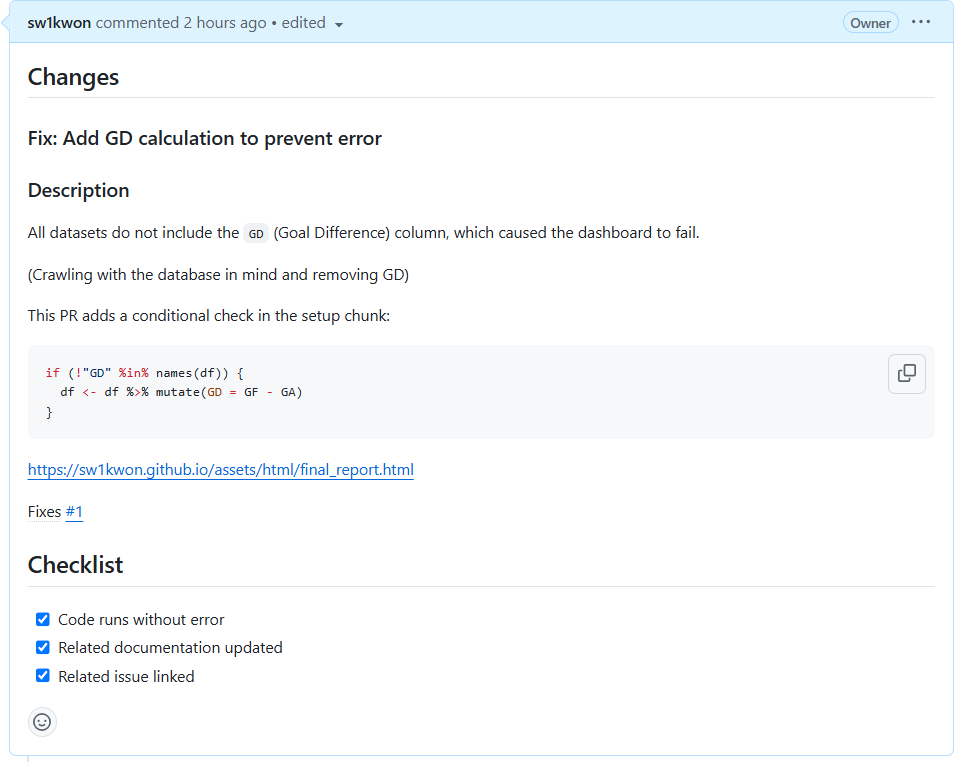 sw1kwon commented 2 hours ago • edited
Owner
Changes
Fix: Add GD calculation to prevent error
Description
All datasets do not include the GD (Goal Difference) column, which caused the dashboard to fail.
(Crawling with the database in mind and removing GD)
This PR adds a conditional check in the setup chunk:
if (!"GD" %in% names(df)) {
  df <- df %>% mutate(GD = GF - GA)
}
https://sw1kwon.github.io/assets/html/final_report.html
Fixes #1
Checklist
Code runs without error
Related documentation updated
Related issue linked